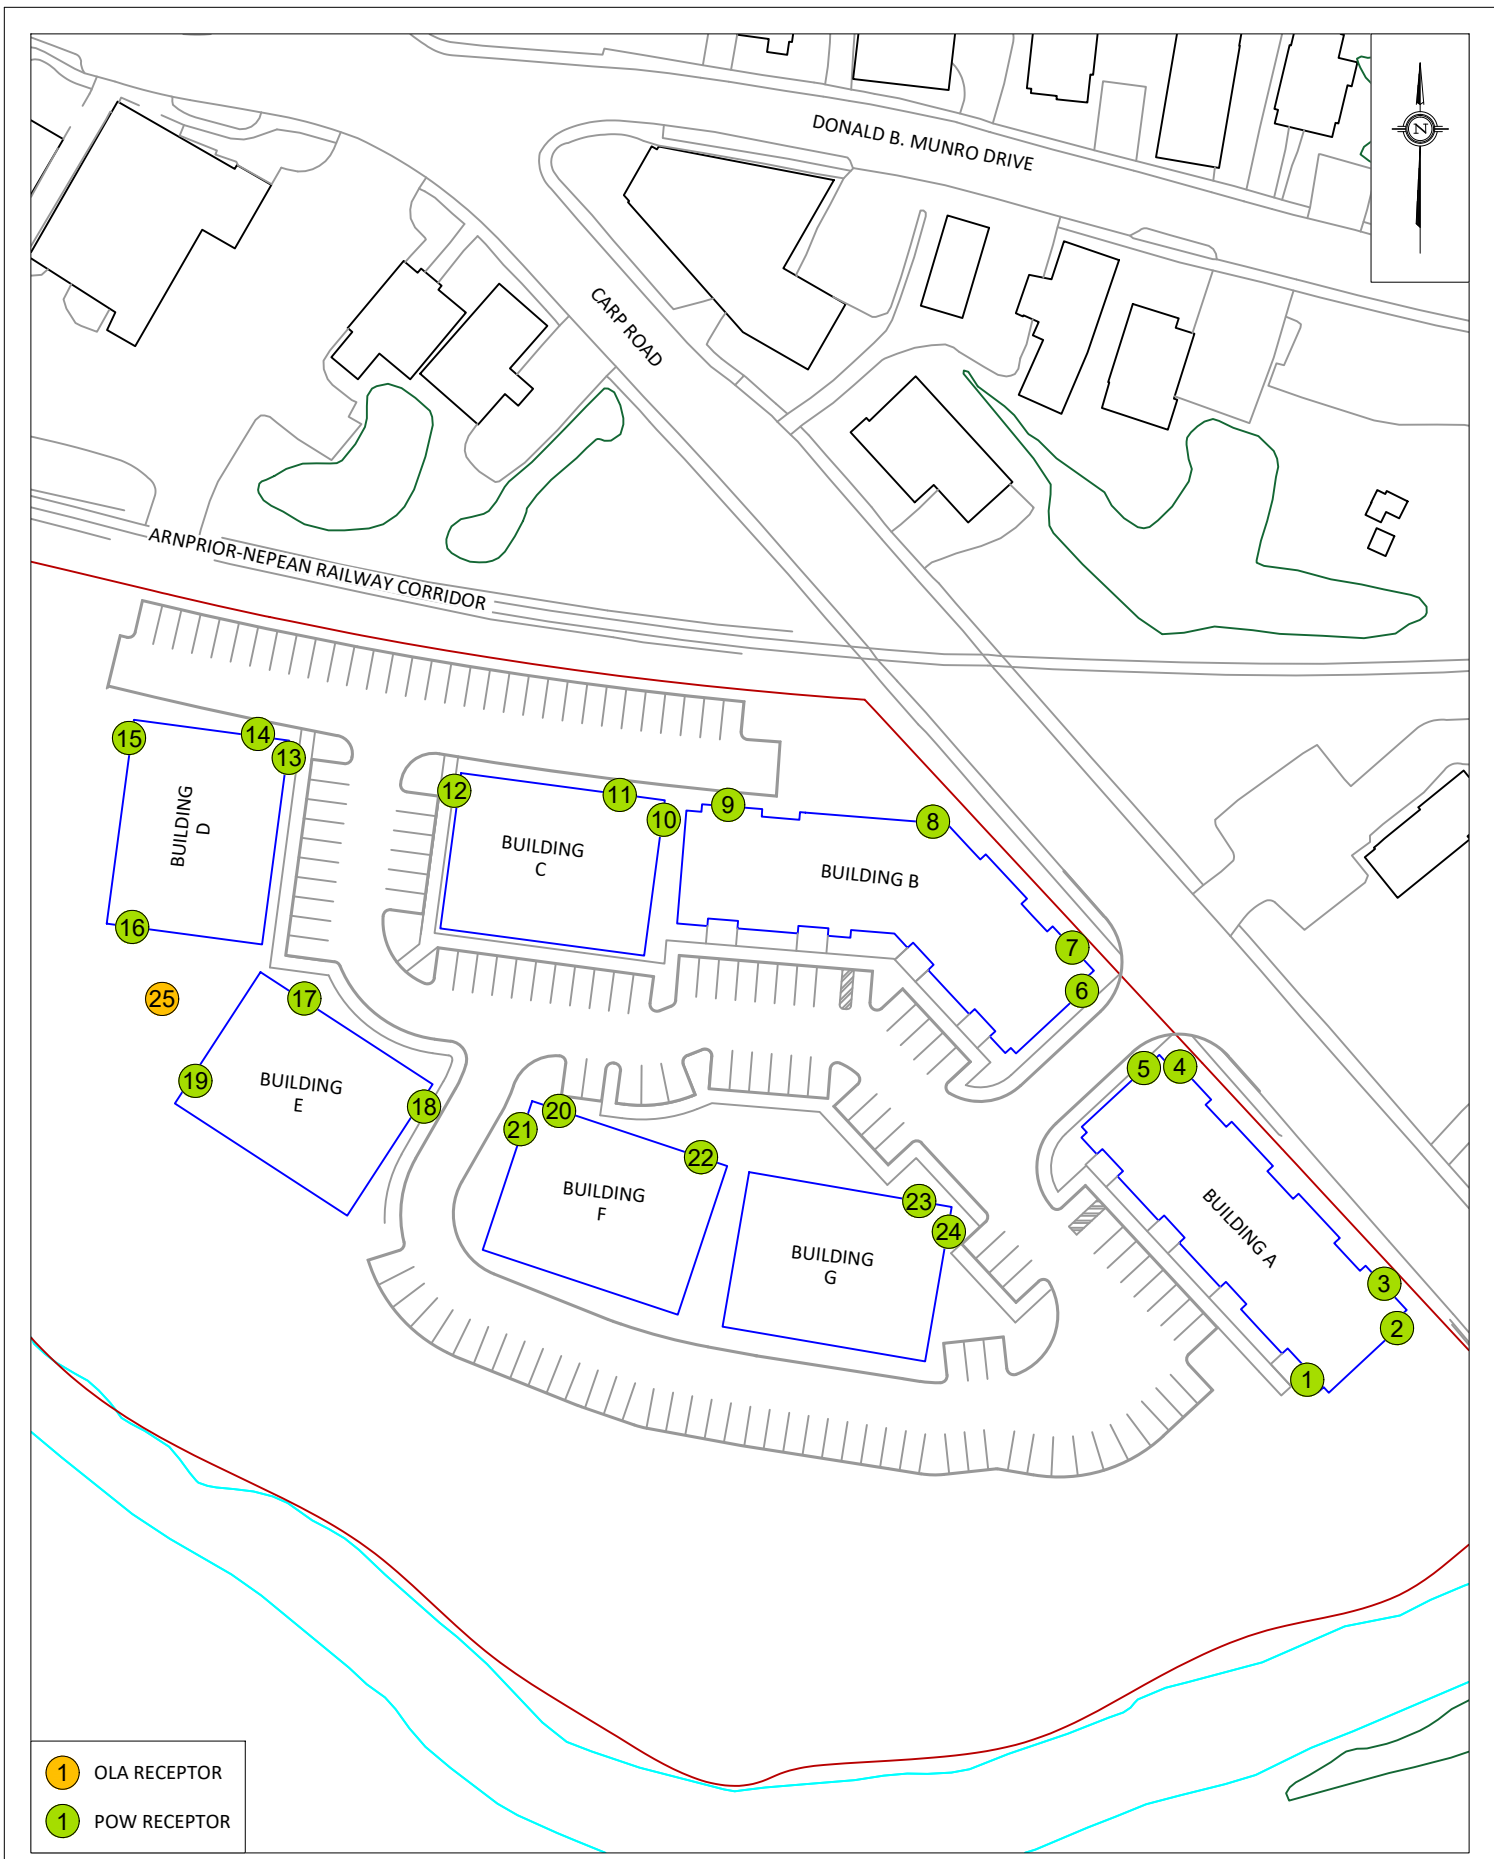 DONALD B. MUNRO DRIVE
N
CARP ROAD
ARNPRIOR-NEPEAN RAILWAY CORRIDOR
15
14
13
12
11
10
9
8
BUILDING
D
BUILDING
C
BUILDING B
16
7
6
25
17
5
4
19
BUILDING
E
18
20
21
22
BUILDING
F
23
24
BUILDING
G
BUILDING A
3
2
1
1 OLA RECEPTOR
1 POW RECEPTOR